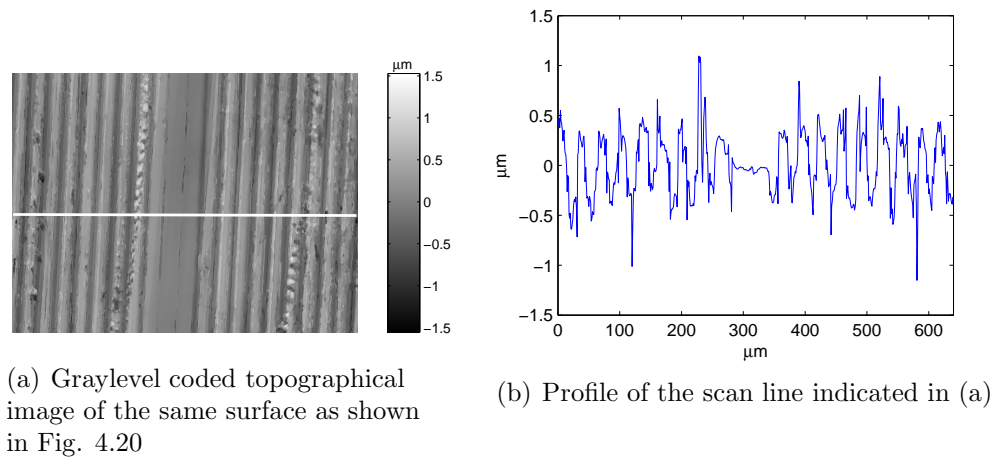 μm
1.5
1
0.5
0
−0.5
−1
−1.5
(a) Graylevel coded topographical
image of the same surface as shown
in Fig. 4.20
1.5
1
0.5
0
−0.5
−1
−1.5
μm
0 100 200 300 400 500 600
μm
(b) Profile of the scan line indicated in (a)